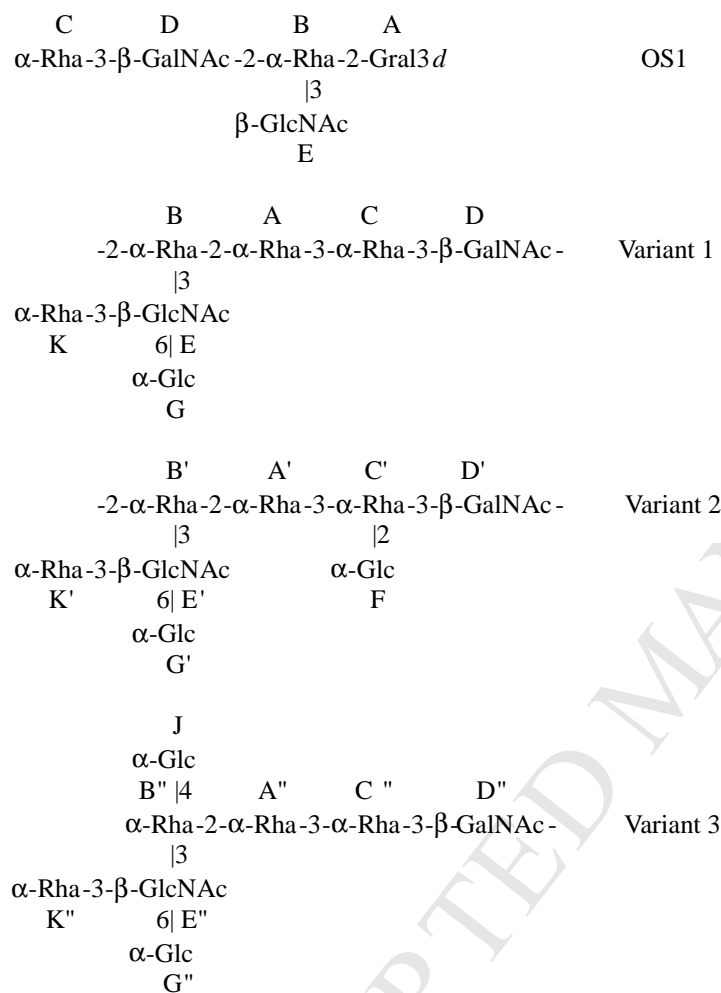 C D B A
α-Rha-3-β-GalNAc-2-α-Rha-2-Gral3d OS1
|3
β-GlcNAc
E
B A C D
-2-α-Rha-2-α-Rha-3-α-Rha-3-β-GalNAc- Variant 1
|3
α-Rha-3-β-GlcNAc
K 6| E
α-Glc
G
B' A' C' D'
-2-α-Rha-2-α-Rha-3-α-Rha-3-β-GalNAc- Variant 2
|3 |2
α-Rha-3-β-GlcNAc α-Glc
K' 6| E' F
α-Glc
G'
J
α-Glc
B" |4 A" C " D"
α-Rha-2-α-Rha-3-α-Rha-3-β-GalNAc- Variant 3
|3
α-Rha-3-β-GlcNAc
K" 6| E"
α-Glc
G"
PTED MA